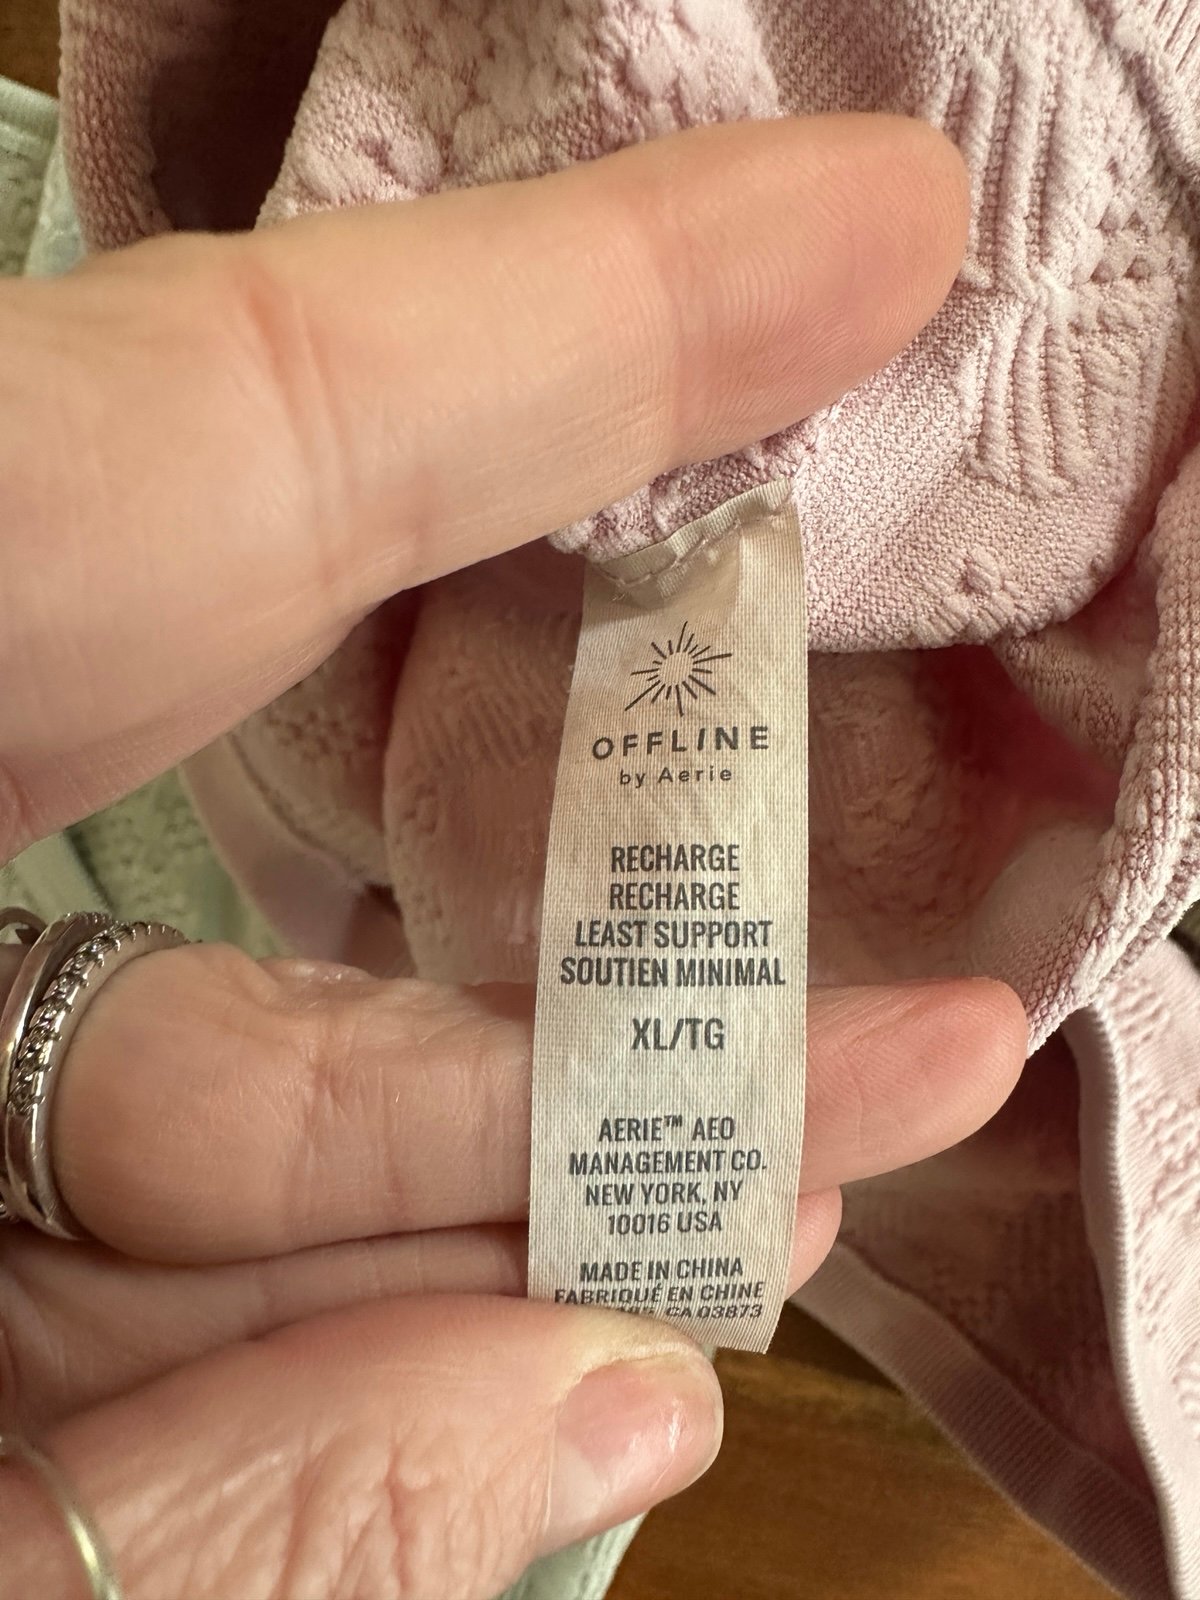 OFFLINE
by Aerie
RECHARGE
RECHARGE
LEAST SUPPORT
SOUTIEN MINIMAL
XL/TG
AERIE™ AEO
MANAGEMENT CO.
NEW YORK, NY
10016 USA
MADE IN CHINA
FABRIQUÉ EN CHINE
CA 03873